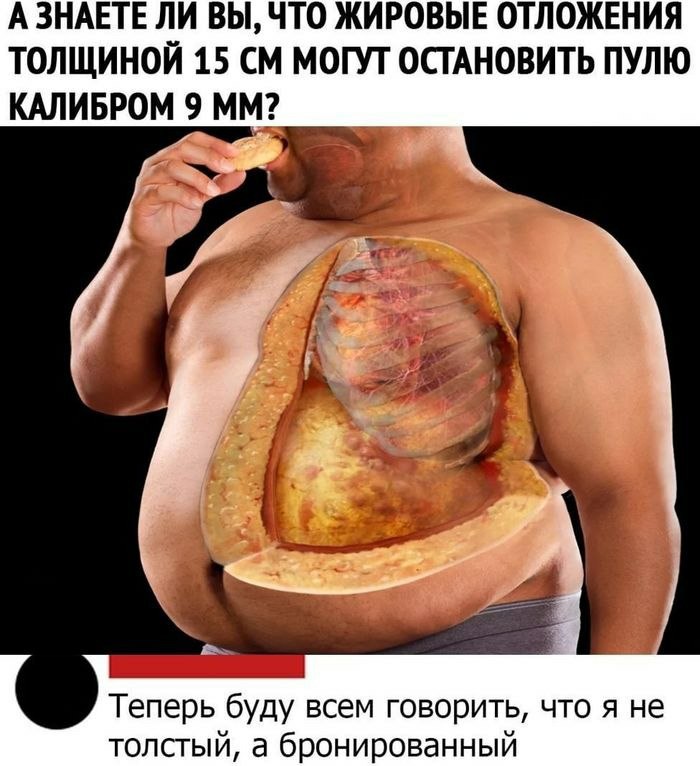 А ЗНАЕТЕ ЛИ ВЫ, ЧТО ЖИРОВЫЕ ОТЛОЖЕНИЯ
ТОЛЩИНОЙ 15 СМ МОГУТ ОСТАНОВИТЬ ПУЛЮ
КАЛИБРОМ 9 ММ?
Теперь буду всем говорить, что я не
толстый, а бронированный